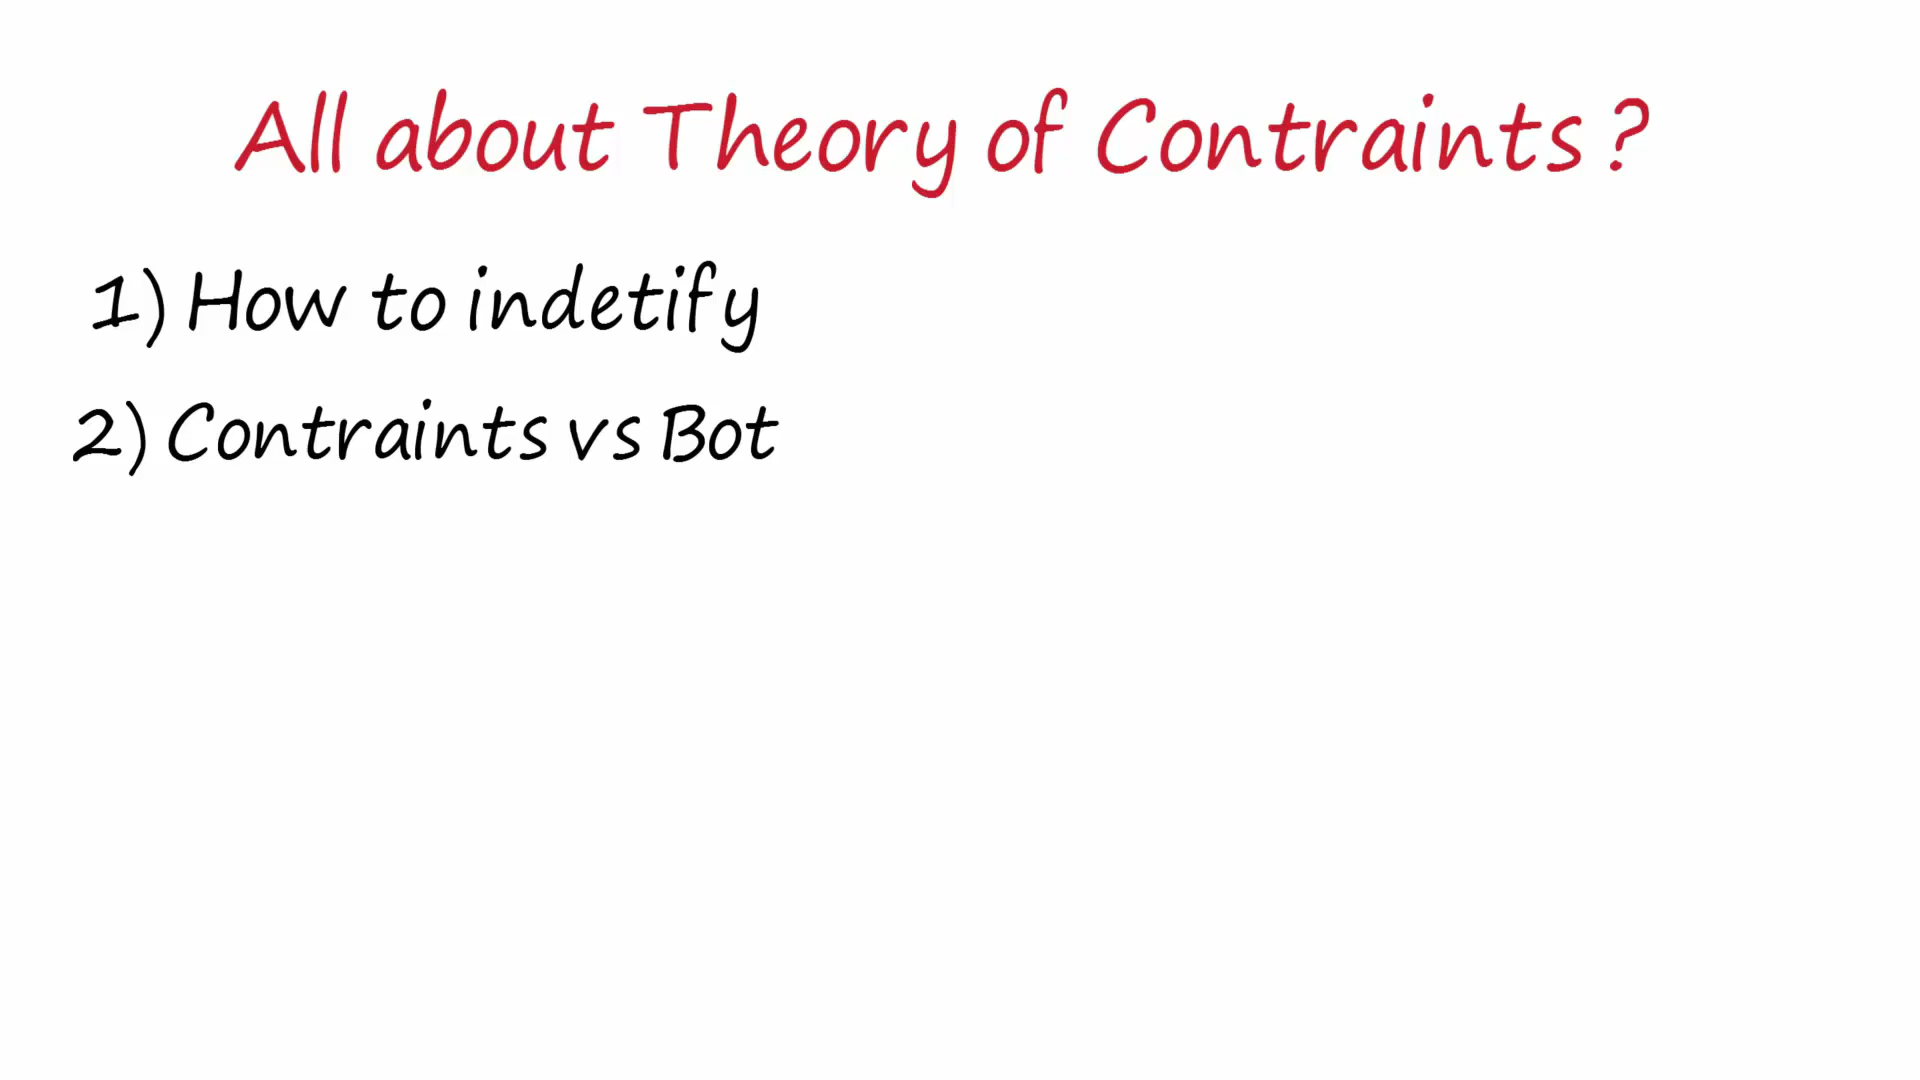 All about Theory of Contraints ?
1) How to indetify
2) Contraints vs Bot